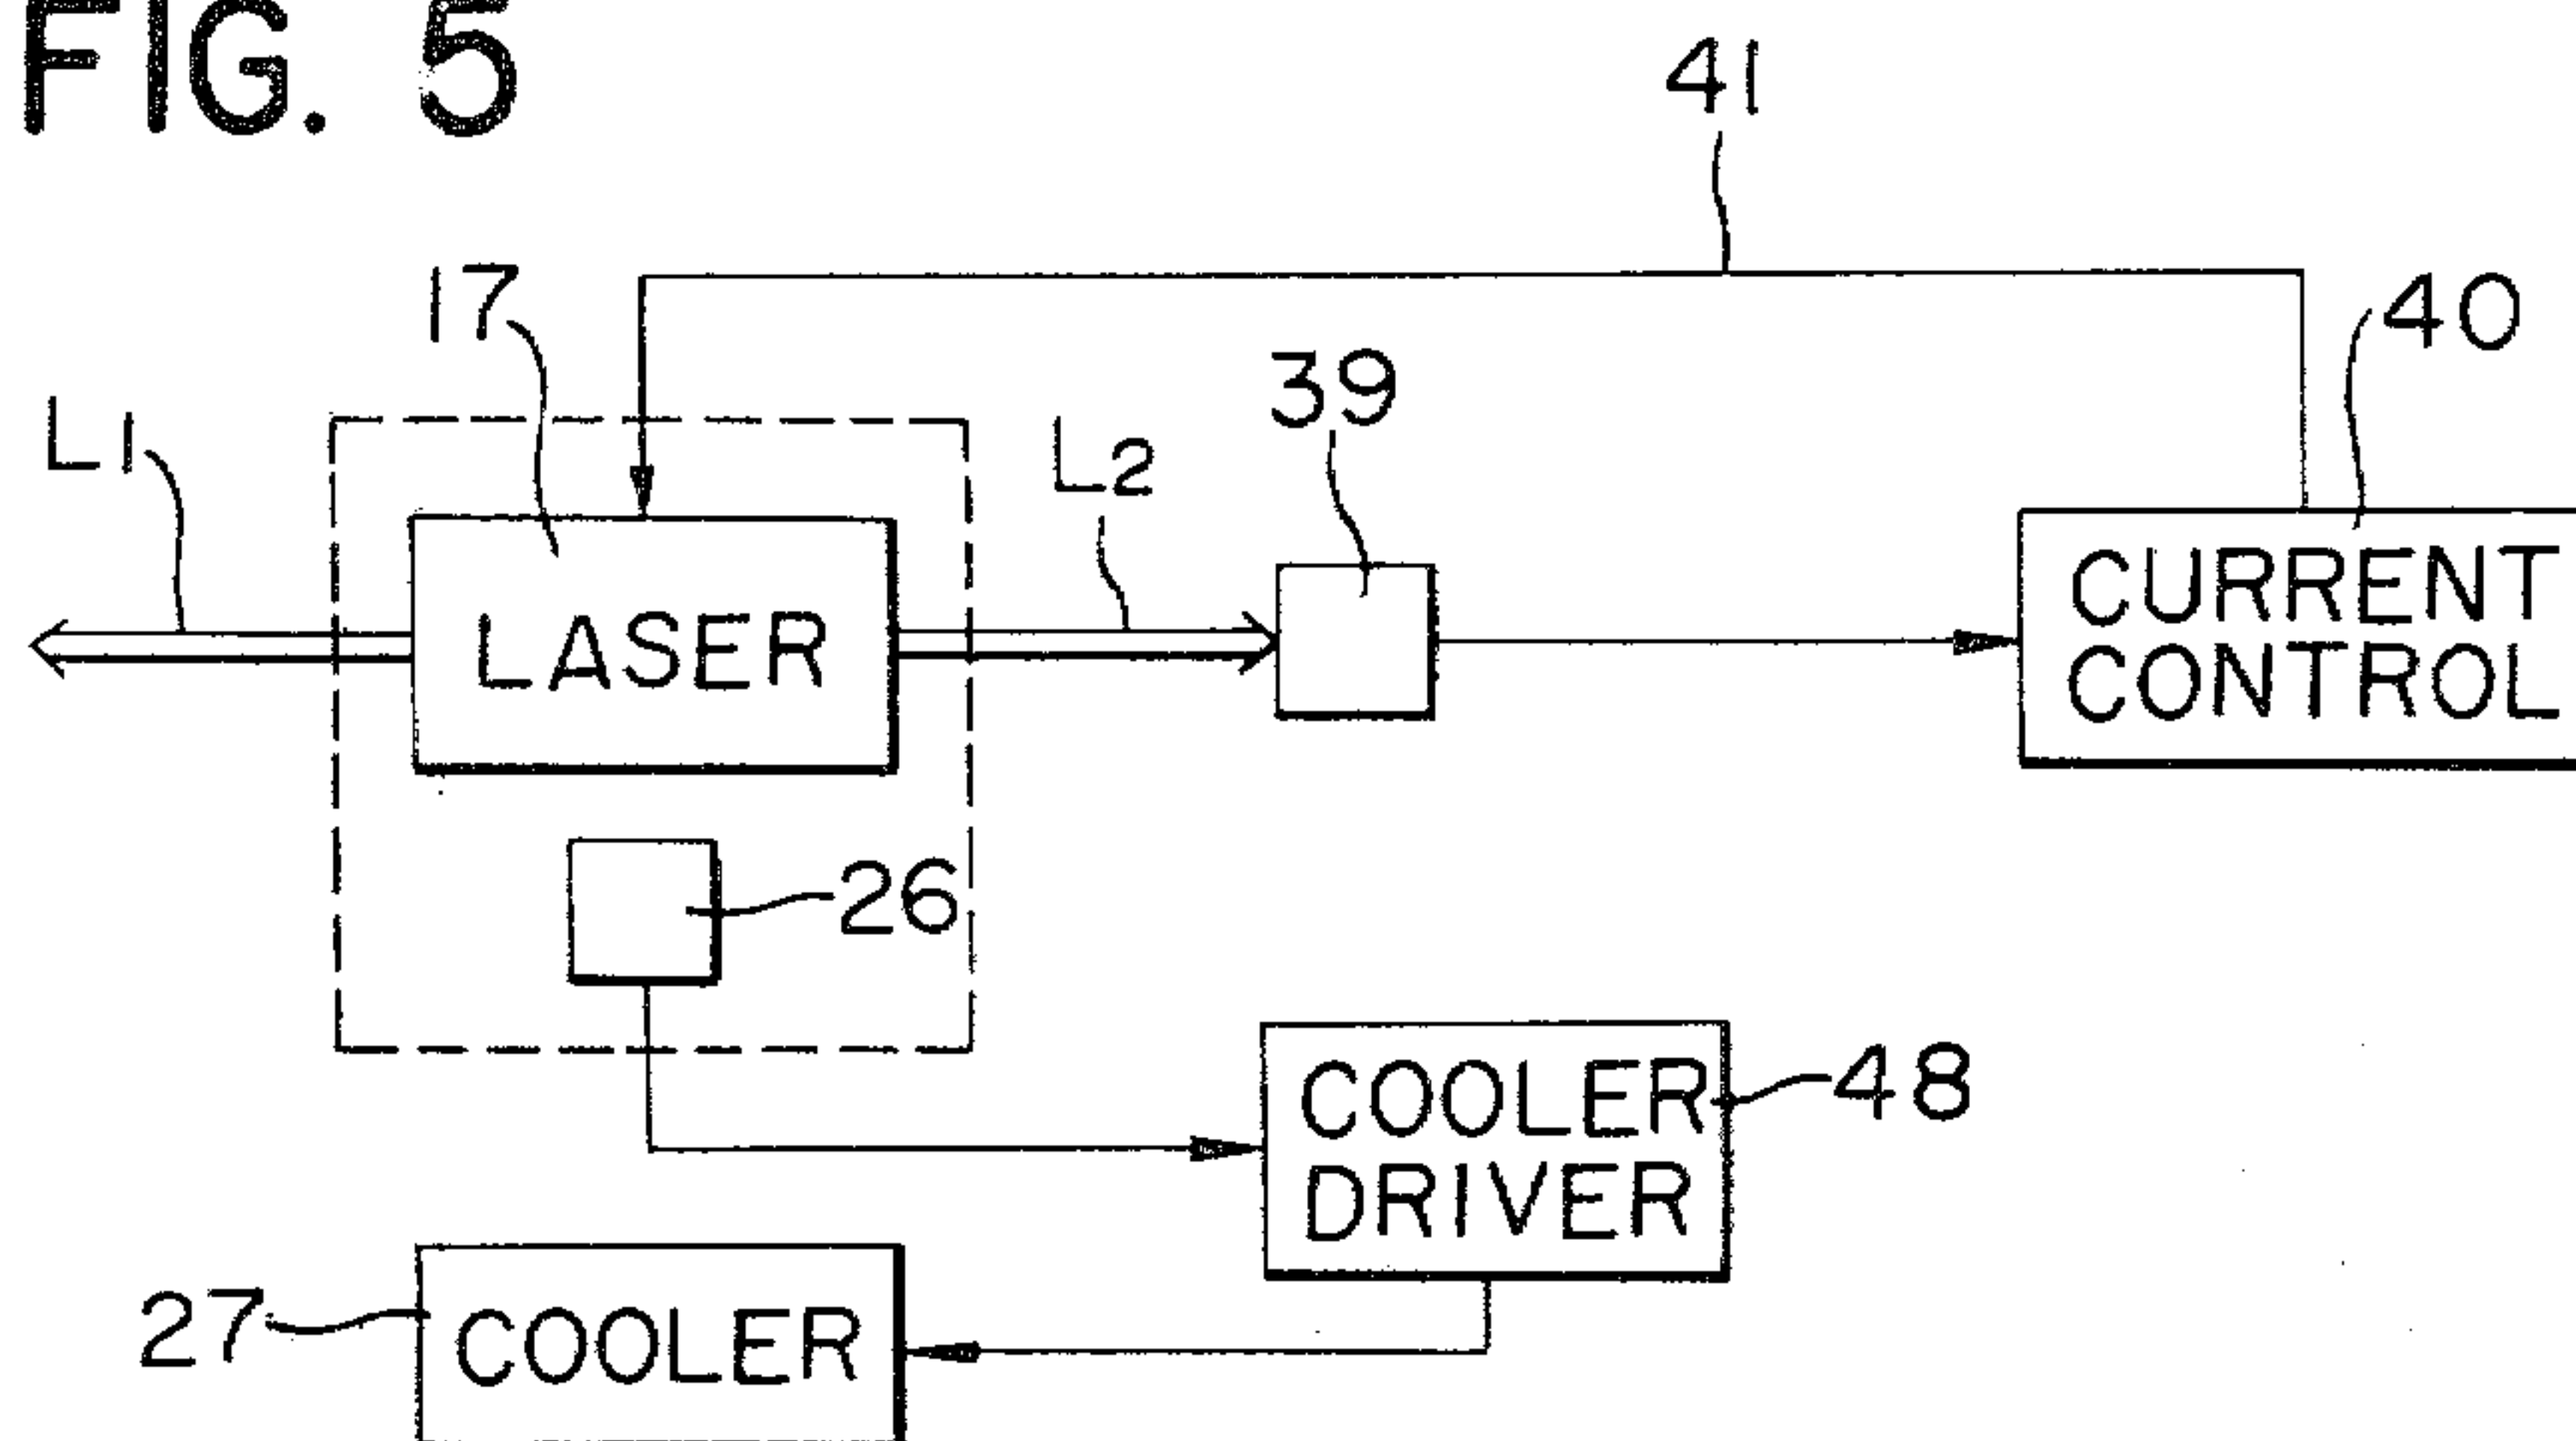 FIG. 5
41
17
40
39
L1
L2
CURRENT
CONTROL
LASER
26
COOLER
DRIVER
48
27
COOLER